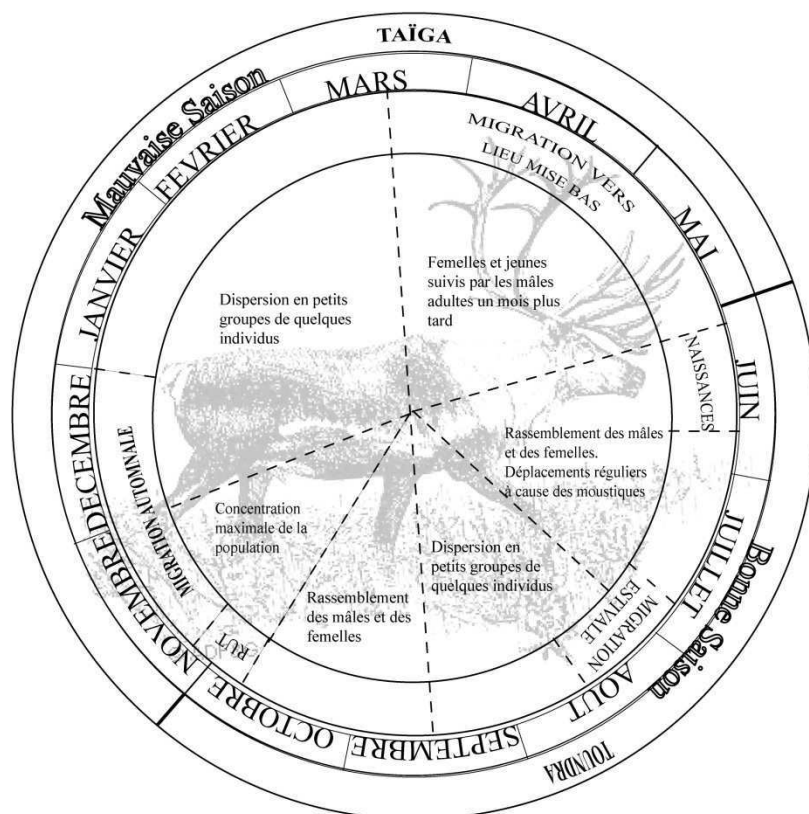 TAÏGA
Mauvaise Saison
MARS
AVRIL
MAI
JUIN
JUILLET
AOUT
SEPTEMBRE
OCTOBRE
NOVEMBRE
DECEMBRE
JANVIER
FEVRIER
Bonne Saison
TOUNDRA
MIGRATION VERS
LIEU MISE BAS
NAISSANCES
MIGRATION
ESTIVALE
RUT
MIGRATION AUTOMNALE
Femelles et jeunes
suivis par les mâles
adultes un mois plus
tard
Rassemblement des mâles
et des femelles.
Déplacements réguliers
à cause des moustiques
Dispersion en
petits groupes de
quelques individus
Rassemblement
des mâles et des
femelles
Concentration
maximale de la
population
Dispersion en petits
groupes de quelques
individus